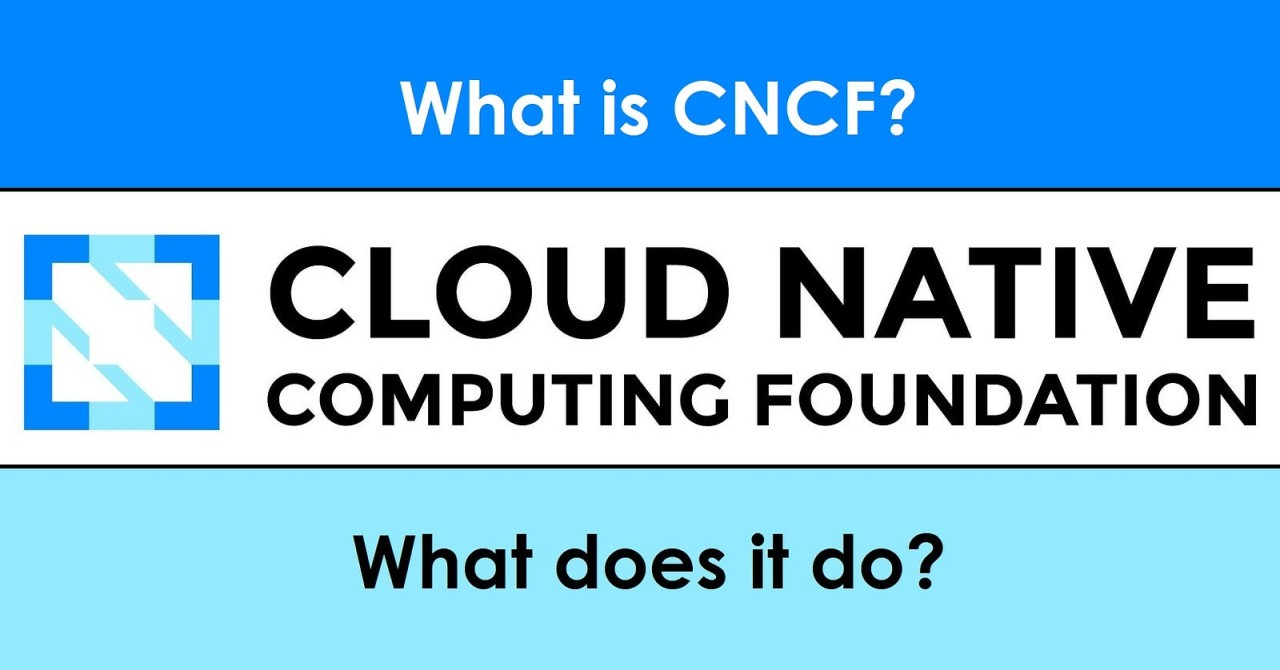 What is CNCF?
CLOUD NATIVE
COMPUTING FOUNDATION
What does it do?